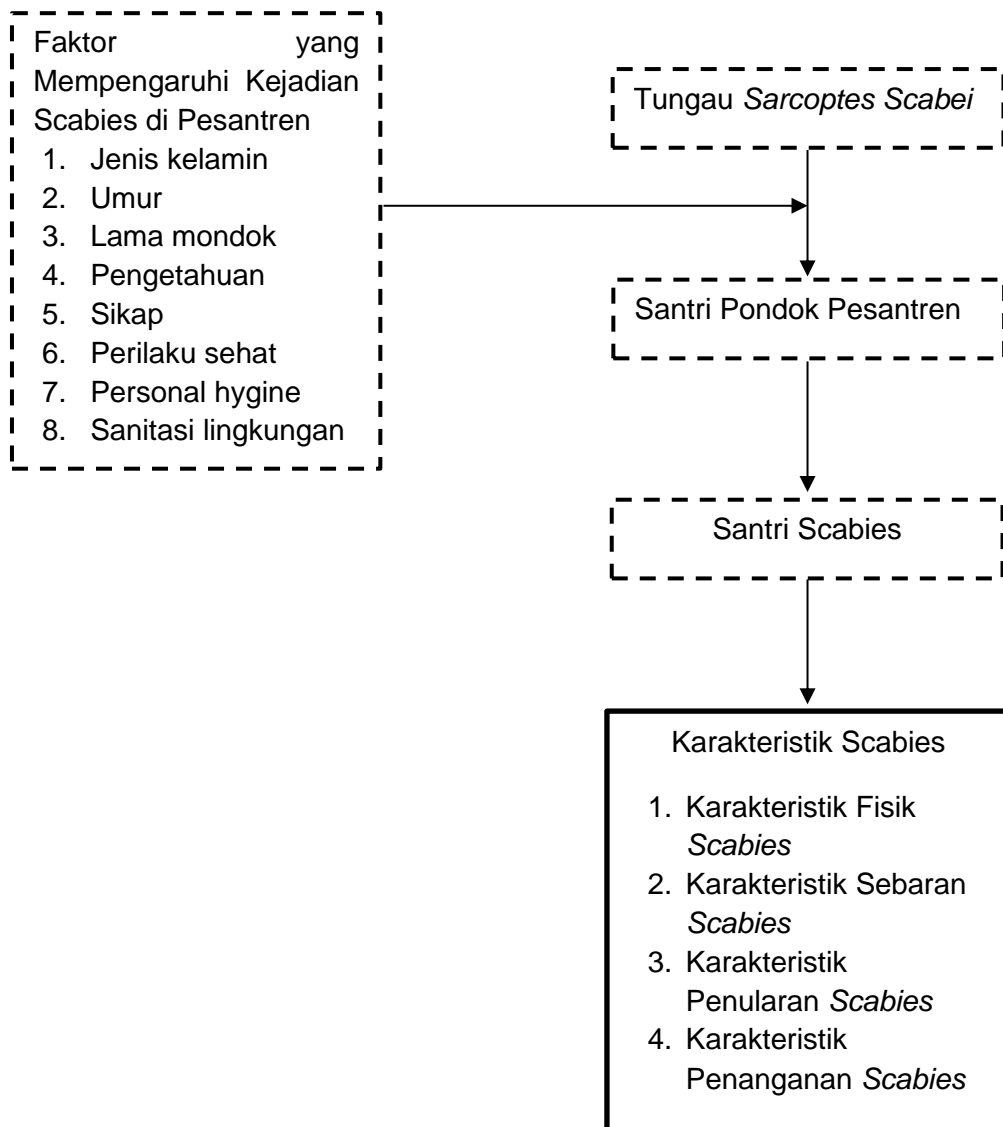 Faktor yang
Mempengaruhi Kejadian
Scabies di Pesantren
1. Jenis kelamin
2. Umur
3. Lama mondok
4. Pengetahuan
5. Sikap
6. Perilaku sehat
7. Personal hygine
8. Sanitasi lingkungan
Tungau Sarcoptes Scabei
Santri Pondok Pesantren
Santri Scabies
Karakteristik Scabies
1. Karakteristik Fisik
Scabies
2. Karakteristik Sebaran
Scabies
3. Karakteristik
Penularan Scabies
4. Karakteristik
Penanganan Scabies